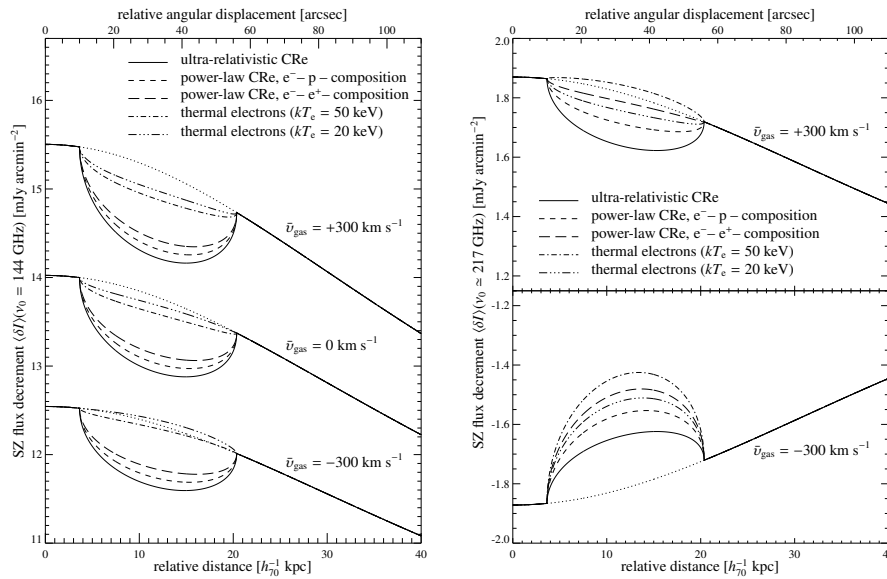 relative angular displacement [arcsec]
0 20 40 60 80 100
SZ flux decrement ⟨δI⟩(ν₀ = 144 GHz) [mJy arcmin⁻²]
16
15
14
13
12
11
ultra-relativistic CRe
power-law CRe, e⁻– p – composition
power-law CRe, e⁻– e⁺– composition
thermal electrons (kTₑ = 50 keV)
thermal electrons (kTₑ = 20 keV)
ῡgas = +300 km s⁻¹
ῡgas = 0 km s⁻¹
ῡgas = −300 km s⁻¹
0 10 20 30 40
relative distance [h₇₀⁻¹ kpc]
relative angular displacement [arcsec]
0 20 40 60 80 100
SZ flux decrement ⟨δI⟩(ν₀ ≃ 217 GHz) [mJy arcmin⁻²]
2.0
1.8
1.6
1.4
1.2
ῡgas = +300 km s⁻¹
ultra-relativistic CRe
power-law CRe, e⁻– p – composition
power-law CRe, e⁻– e⁺– composition
thermal electrons (kTₑ = 50 keV)
thermal electrons (kTₑ = 20 keV)
-1.2
-1.4
-1.6
-1.8
-2.0
ῡgas = −300 km s⁻¹
0 10 20 30 40
relative distance [h₇₀⁻¹ kpc]